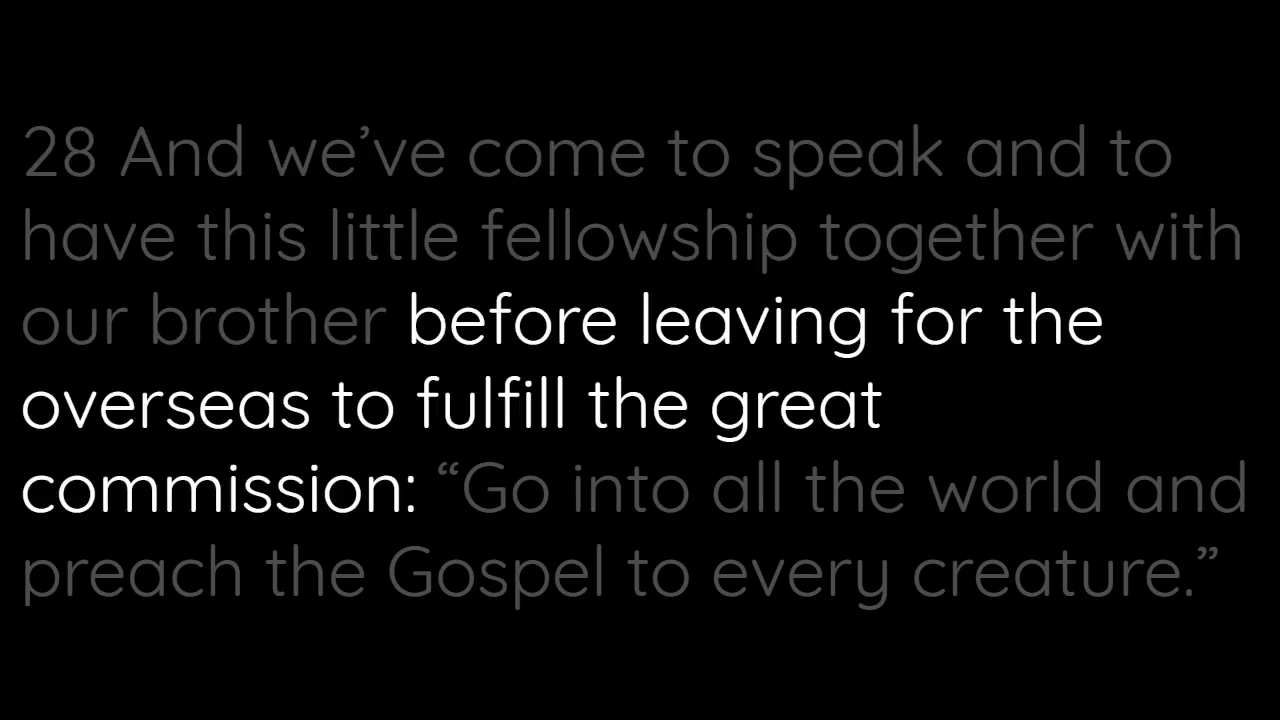 28 And we’ve come to speak and to
have this little fellowship together with
our brother before leaving for the
overseas to fulfill the great
commission: “Go into all the world and
preach the Gospel to every creature.”